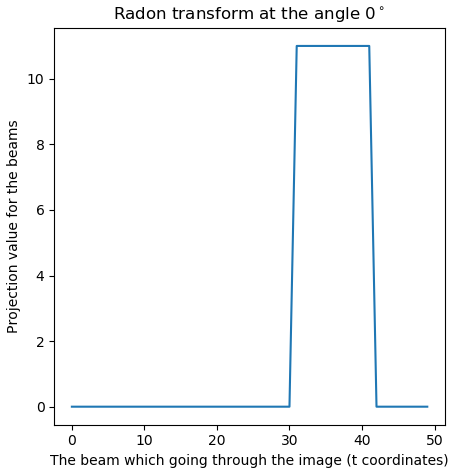 Radon transform at the angle 0°
Projection value for the beams
10
8
6
4
2
0
0 10 20 30 40 50
The beam which going through the image (t coordinates)